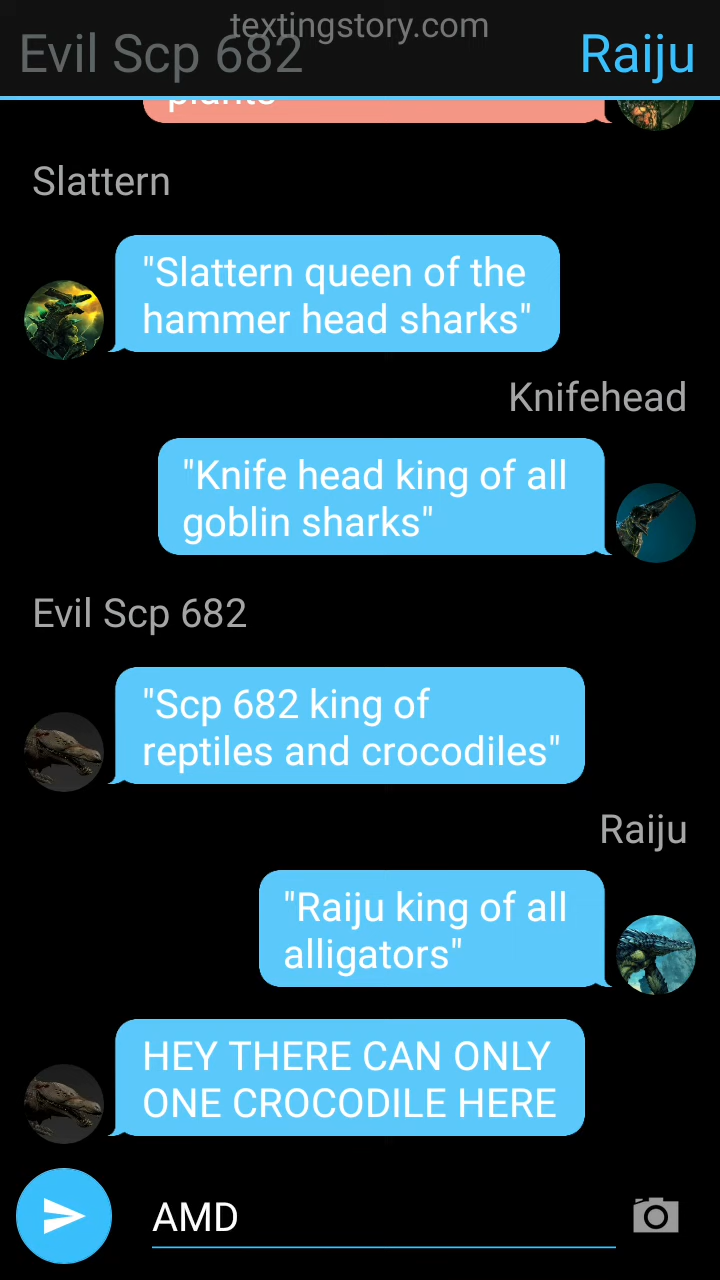 textingstory.com
Evil Scp 682
Raiju
plants
Slattern
"Slattern queen of the
hammer head sharks"
Knifehead
"Knife head king of all
goblin sharks"
Evil Scp 682
"Scp 682 king of
reptiles and crocodiles"
Raiju
"Raiju king of all
alligators"
HEY THERE CAN ONLY
ONE CROCODILE HERE
AMD